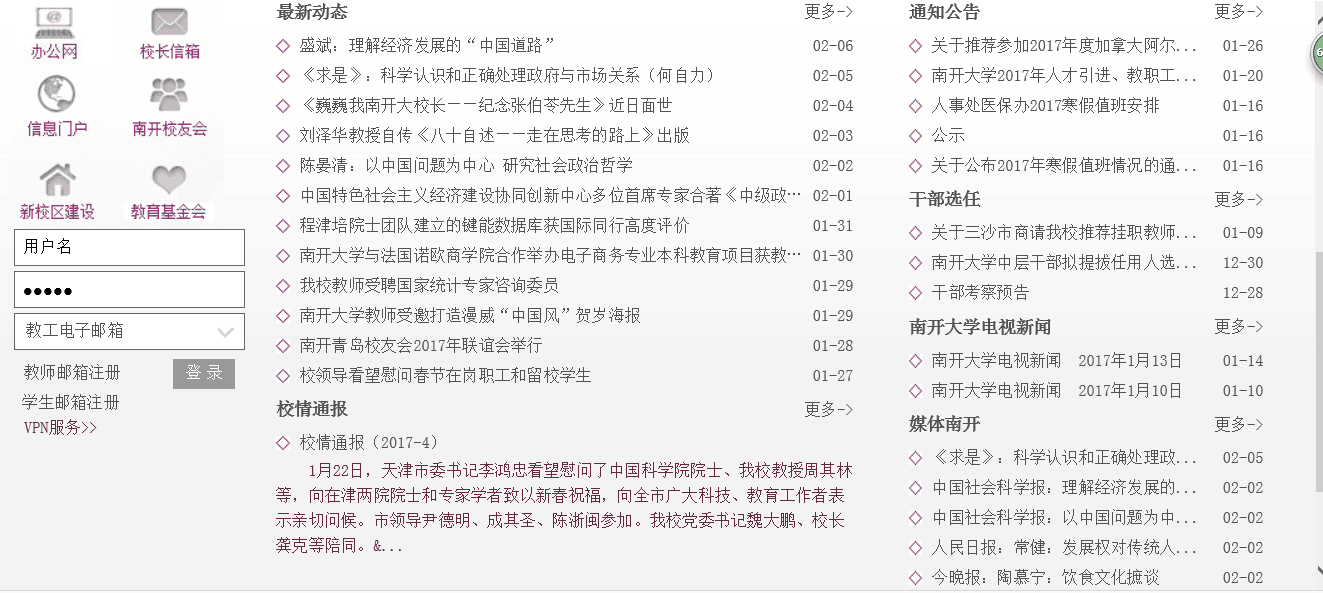 办公网
校长信箱
信息门户
南开校友会
新校区建设
教育基金会
用户名
●●●●●
教工电子邮箱
教师邮箱注册
登 录
学生邮箱注册
VPN服务>>
最新动态 更多->
盛斌：理解经济发展的“中国道路” 02-06
《求是》：科学认识和正确处理政府与市场关系（何自力） 02-05
《巍巍我南开大校长——纪念张伯苓先生》近日面世 02-04
刘泽华教授自传《八十自述——走在思考的路上》出版 02-03
陈晏清：以中国问题为中心 研究社会政治哲学 02-02
中国特色社会主义经济建设协同创新中心多位首席专家合著《中级政… 02-01
程津培院士团队建立的键能数据库获国际同行高度评价 01-31
南开大学与法国诺欧商学院合作举办电子商务专业本科教育项目获教… 01-30
我校教师受聘国家统计专家咨询委员 01-29
南开大学教师受邀打造漫威“中国风”贺岁海报 01-29
南开青岛校友会2017年联谊会举行 01-28
校领导看望慰问春节在岗职工和留校学生 01-27
校情通报 更多->
校情通报（2017-4）
1月22日，天津市委书记李鸿忠看望慰问了中国科学院院士、我校教授周其林
等，向在津两院院士和专家学者致以新春祝福，向全市广大科技、教育工作者表
示亲切问候。市领导尹德明、成其圣、陈浙闽参加。我校党委书记魏大鹏、校长
龚克等陪同。&...
通知公告 更多->
关于推荐参加2017年度加拿大阿尔... 01-26
南开大学2017年人才引进、教职工... 01-20
人事处医保办2017寒假值班安排 01-16
公示 01-16
关于公布2017年寒假值班情况的通... 01-16
干部选任 更多->
关于三沙市商请我校推荐挂职教师... 01-09
南开大学中层干部拟提拔任用人选... 12-30
干部考察预告 12-28
南开大学电视新闻 更多->
南开大学电视新闻 2017年1月13日 01-14
南开大学电视新闻 2017年1月10日 01-10
媒体南开 更多->
《求是》：科学认识和正确处理政... 02-05
中国社会科学报：理解经济发展的... 02-02
中国社会科学报：以中国问题为中... 02-02
人民日报：常健：发展权对传统人... 02-02
今晚报：陶慕宁：饮食文化摭谈 02-02
6